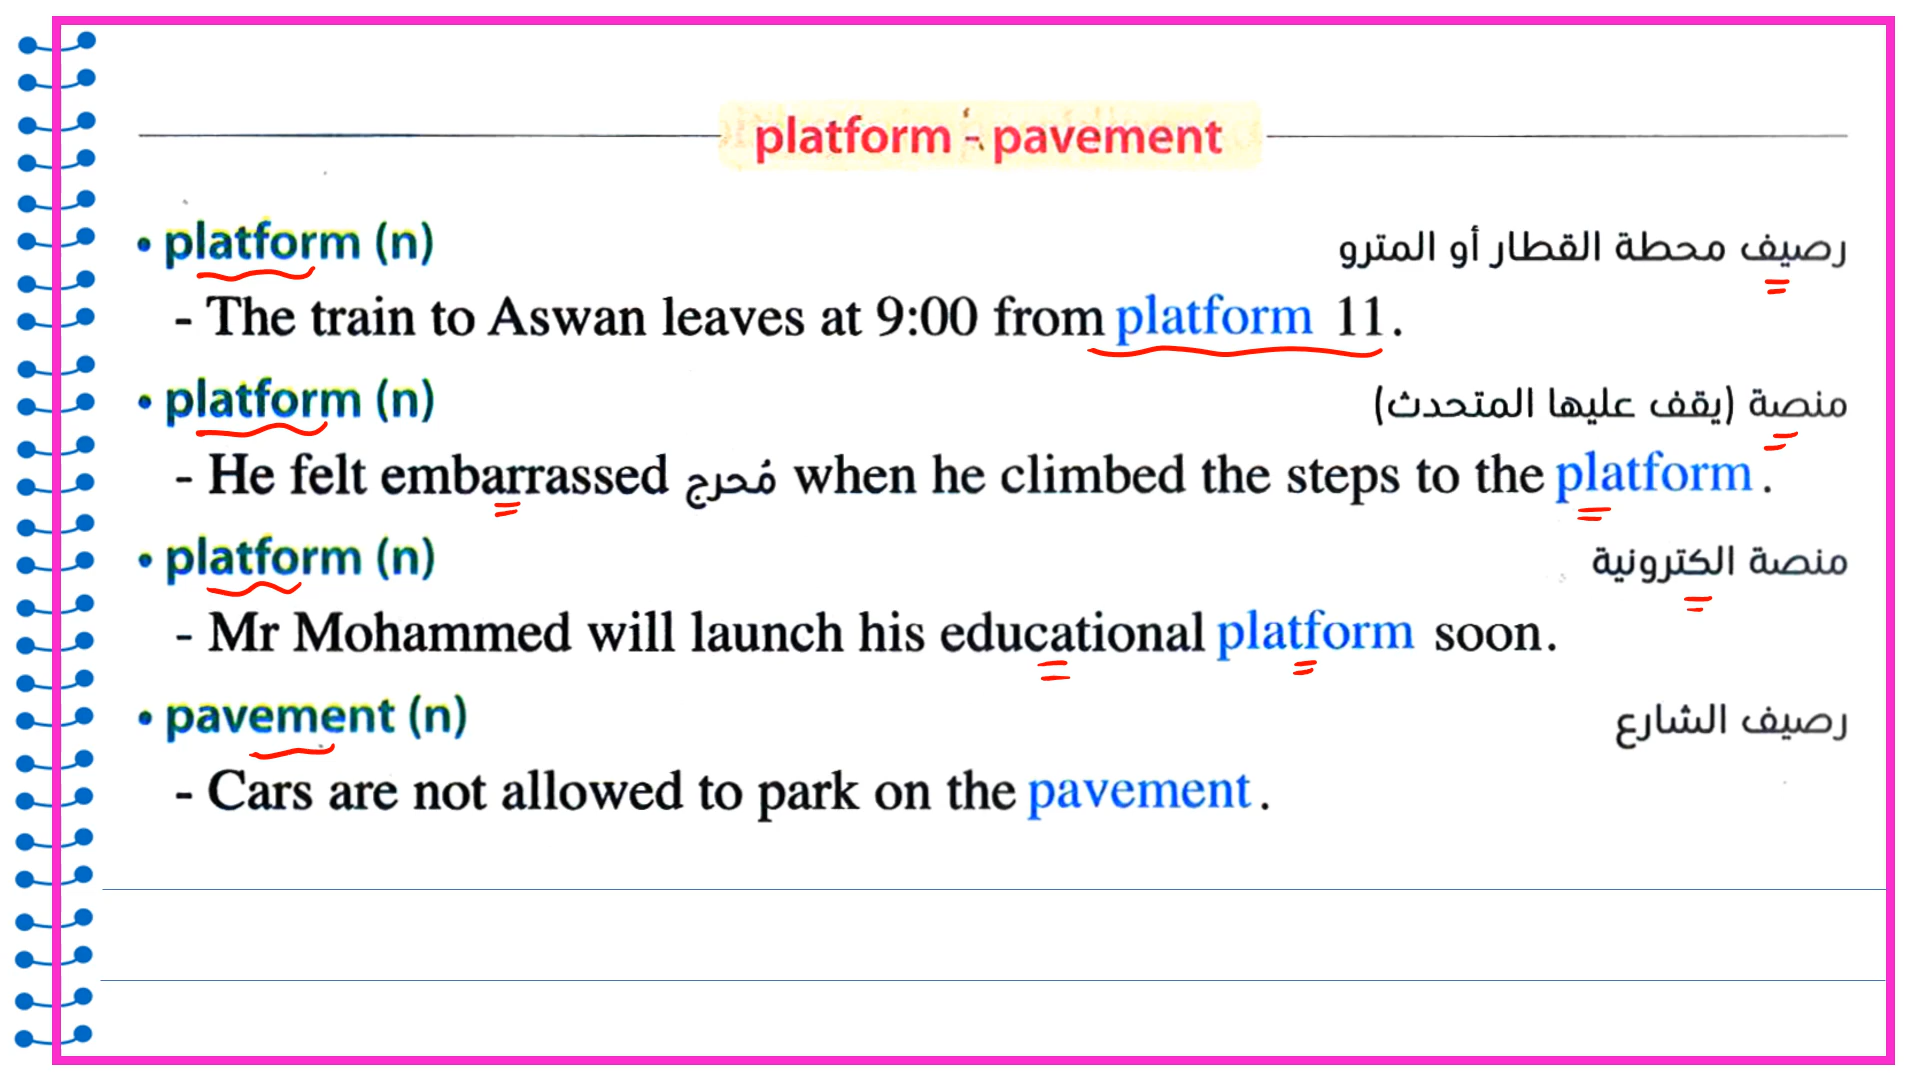 platform - pavement
• platform (n) رصيف محطة القطار أو المترو
- The train to Aswan leaves at 9:00 from platform 11.
• platform (n) منصة (يقف عليها المتحدث)
- He felt embarrassed مُحرج when he climbed the steps to the platform.
• platform (n) منصة الكترونية
- Mr Mohammed will launch his educational platform soon.
• pavement (n) رصيف الشارع
- Cars are not allowed to park on the pavement.